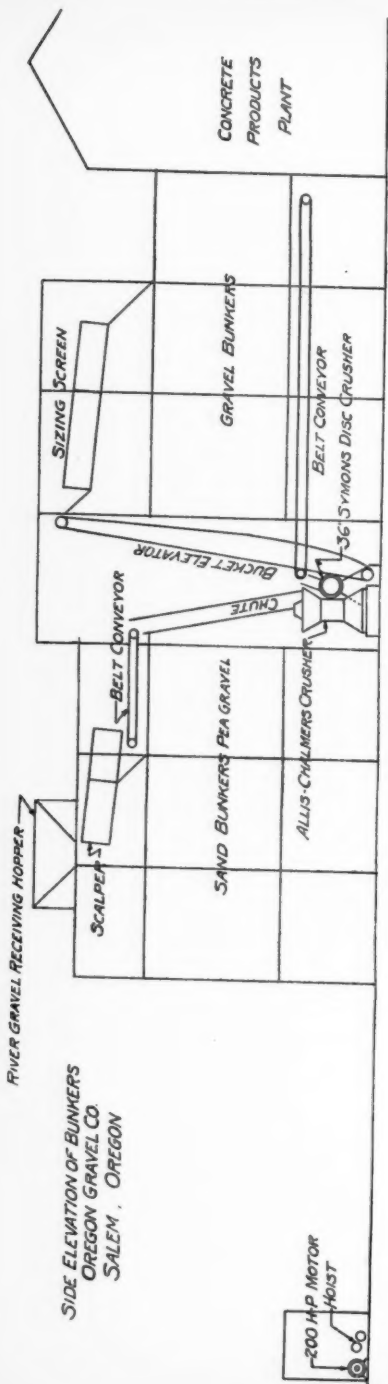 RIVER GRAVEL RECEIVING HOPPER
SIDE ELEVATION OF BUNKERS
OREGON GRAVEL CO.
SALEM, OREGON
200 H-P MOTOR
HOIST
SCALPERS
BELT CONVEYOR
SAND BUNKERS PEA GRAVEL
CHUTE
ALLIS-CHALMERS CRUSHER
BUCKET ELEVATOR
SIZING SCREEN
GRAVEL BUNKERS
BELT CONVEYOR
36" SYMONS DISC CRUSHER
CONCRETE
PRODUCTS
PLANT